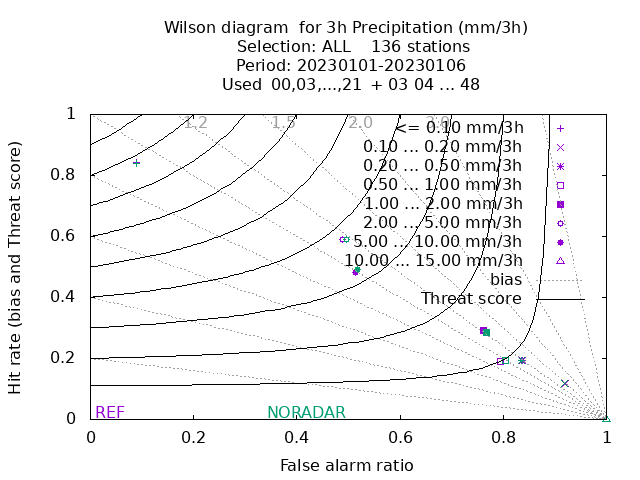 Wilson diagram  for 3h Precipitation (mm/3h)
Selection: ALL    136 stations
Period: 20230101-20230106
Used  00,03,...,21  + 03 04 ... 48
1.2 1.5 2.0 3.0
<= 0.10 mm/3h
0.10 ... 0.20 mm/3h
0.20 ... 0.50 mm/3h
0.50 ... 1.00 mm/3h
1.00 ... 2.00 mm/3h
2.00 ... 5.00 mm/3h
5.00 ... 10.00 mm/3h
10.00 ... 15.00 mm/3h
bias
Threat score
1
0.8
0.6
0.4
0.2
0
Hit rate (bias and Threat score)
REF NORADAR
0 0.2 0.4 0.6 0.8 1
False alarm ratio